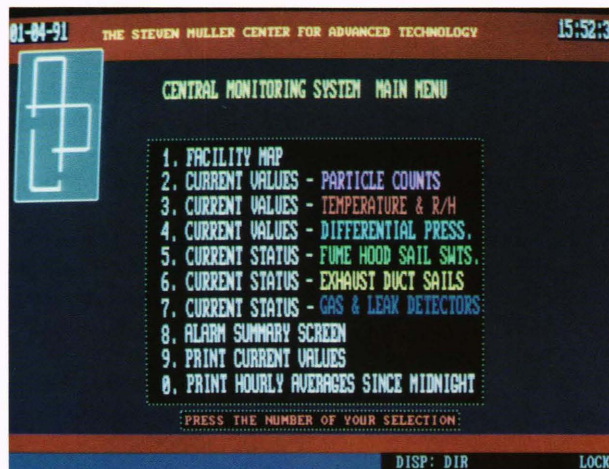 01-04-91 THE STEVEN MULLER CENTER FOR ADVANCED TECHNOLOGY 15:52:3
CENTRAL MONITORING SYSTEM MAIN MENU
1. FACILITY MAP
2. CURRENT VALUES - PARTICLE COUNTS
3. CURRENT VALUES - TEMPERATURE & R/H
4. CURRENT VALUES - DIFFERENTIAL PRESS.
5. CURRENT STATUS - FUME HOOD SAIL SWTS.
6. CURRENT STATUS - EXHAUST DUCT SAILS
7. CURRENT STATUS - GAS & LEAK DETECTORS
8. ALARM SUMMARY SCREEN
9. PRINT CURRENT VALUES
0. PRINT HOURLY AVERAGES SINCE MIDNIGHT
PRESS THE NUMBER OF YOUR SELECTION
DISP: DIR LOCK